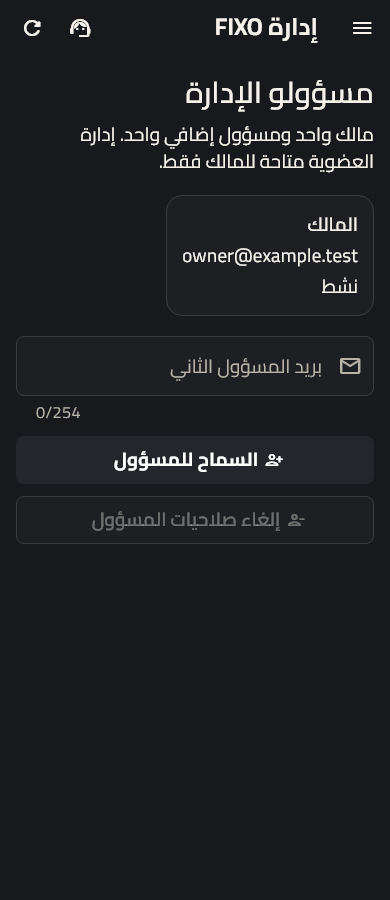 إدارة FIXO
مسؤولو الإدارة
مالك واحد ومسؤول إضافي واحد. إدارة
العضوية متاحة للمالك فقط.
المالك
owner@example.test
نشط
بريد المسؤول الثاني
0/254
السماح للمسؤول
إلغاء صلاحيات المسؤول